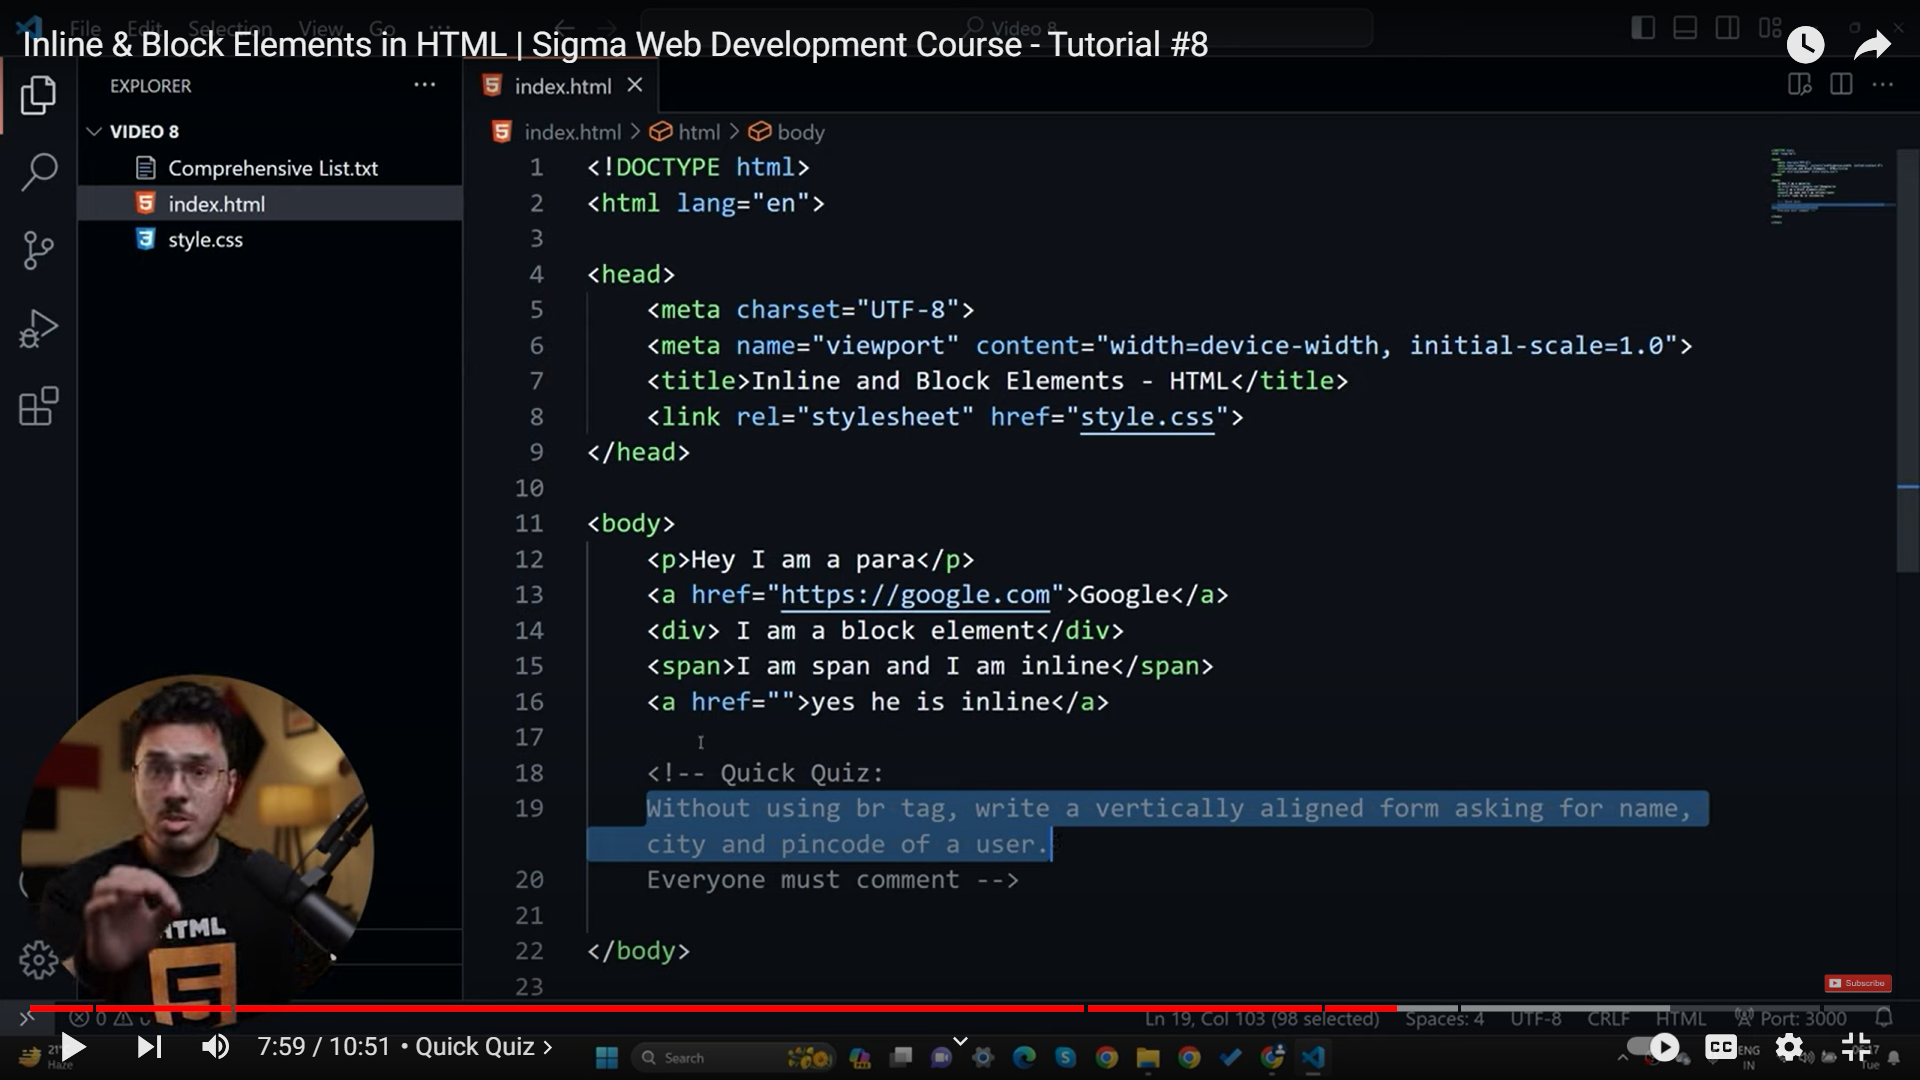 File Edit Selection View Go ... Video 8
Inline & Block Elements in HTML | Sigma Web Development Course - Tutorial #8
EXPLORER
VIDEO 8
Comprehensive List.txt
index.html
style.css
index.html
index.html > html > body
1 <!DOCTYPE html>
2 <html lang="en">
3
4 <head>
5 <meta charset="UTF-8">
6 <meta name="viewport" content="width=device-width, initial-scale=1.0">
7 <title>Inline and Block Elements - HTML</title>
8 <link rel="stylesheet" href="style.css">
9 </head>
10
11 <body>
12 <p>Hey I am a para</p>
13 <a href="https://google.com">Google</a>
14 <div> I am a block element</div>
15 <span>I am span and I am inline</span>
16 <a href="">yes he is inline</a>
17
18 <!-- Quick Quiz:
19 Without using br tag, write a vertically aligned form asking for name,
city and pincode of a user.
20 Everyone must comment -->
21
22 </body>
23
HTML
5
Subscribe
0 Ln 19, Col 103 (98 selected) Spaces: 4 UTF-8 CRLF HTML Port: 3000
7:59 / 10:51 • Quick Quiz >
Haze
Search
CC
ENG
IN
Tue